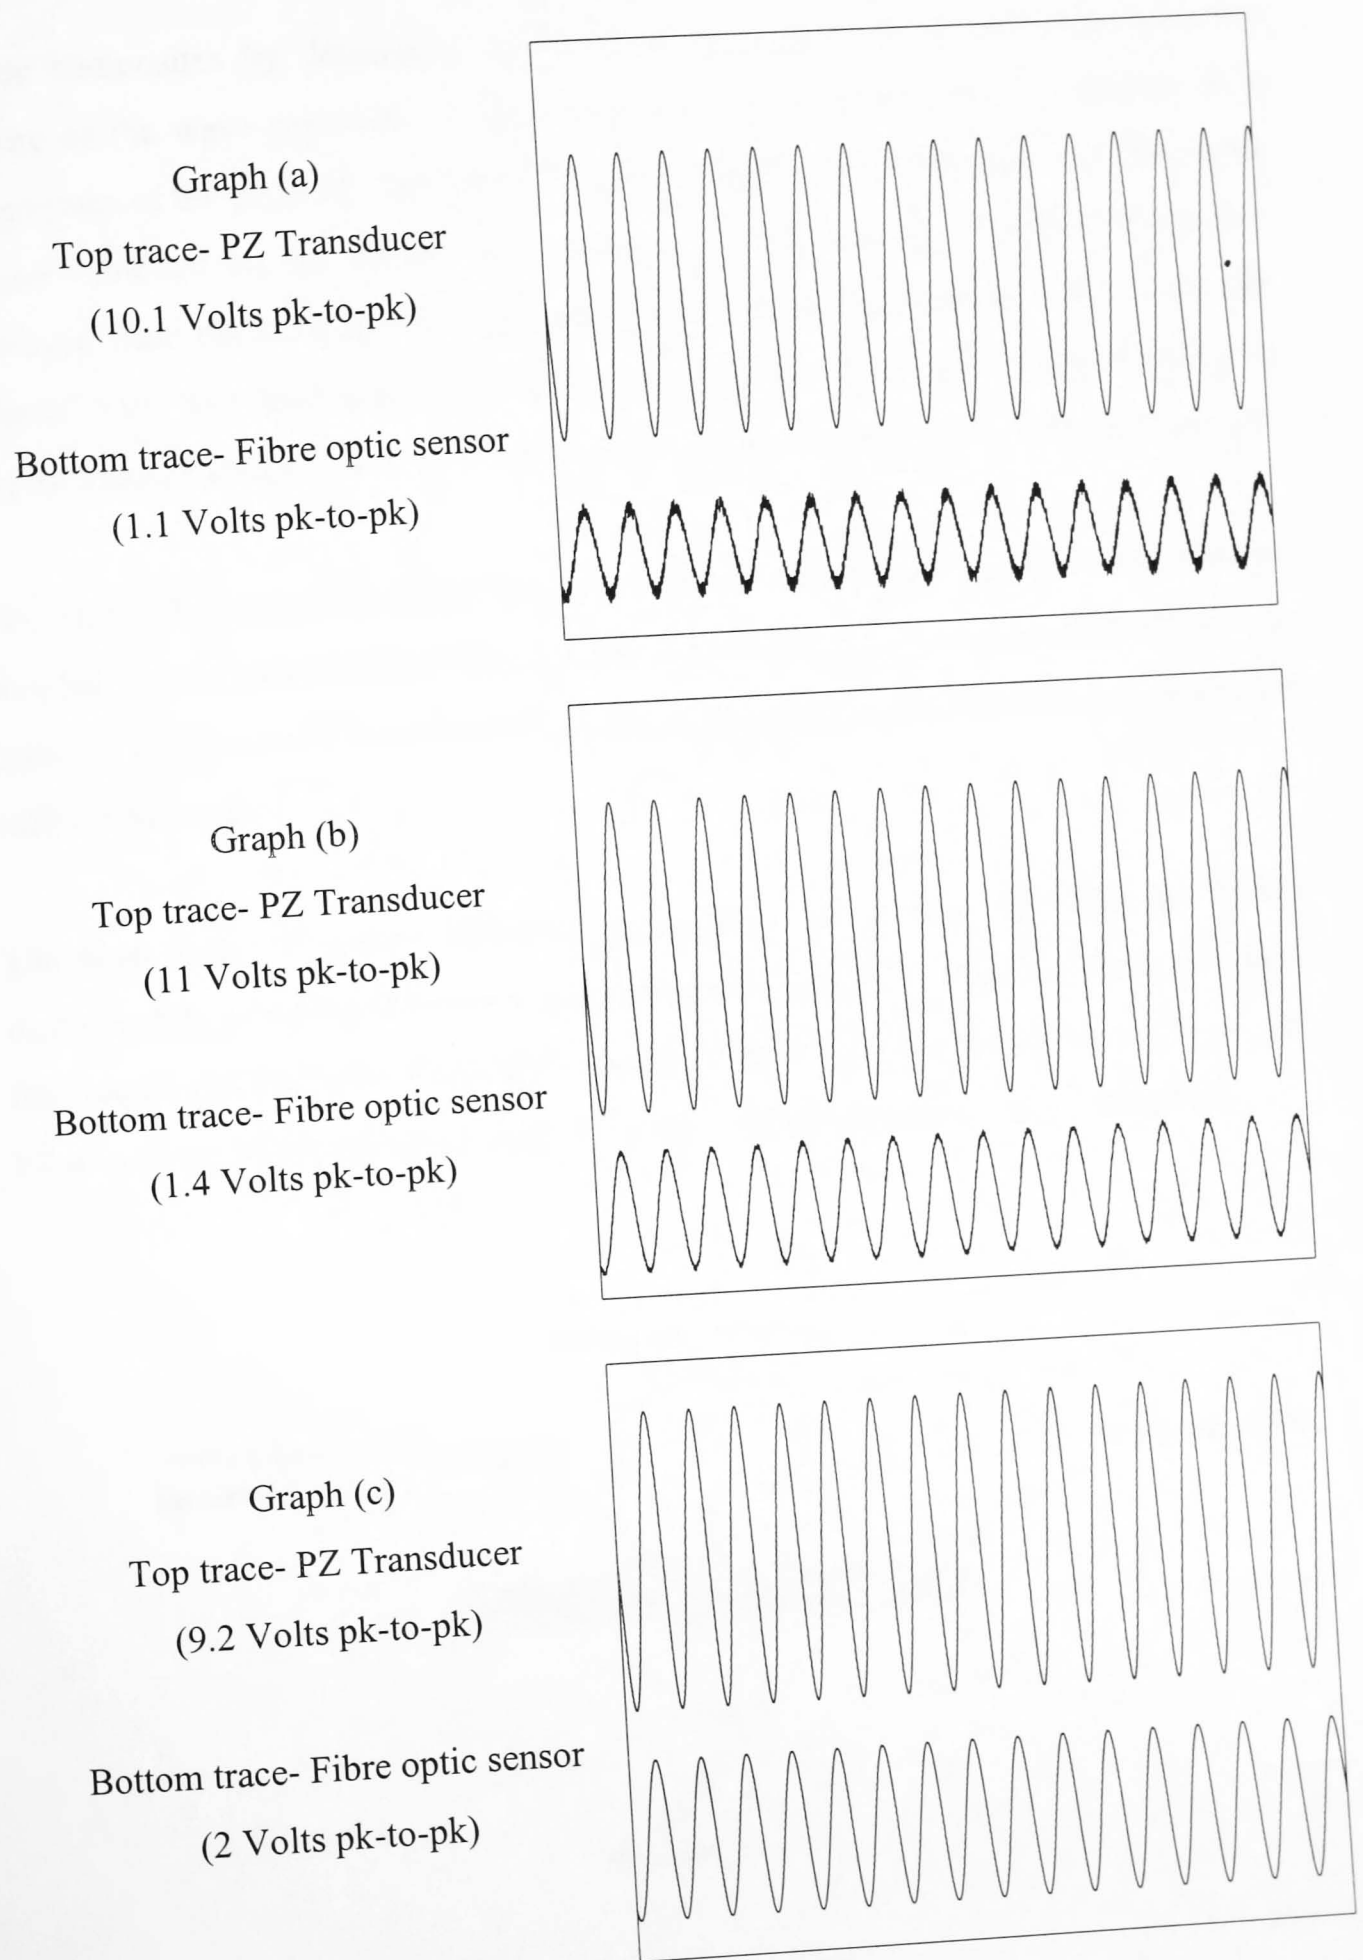 Graph (a)
Top trace- PZ Transducer
(10.1 Volts pk-to-pk)
Bottom trace- Fibre optic sensor
(1.1 Volts pk-to-pk)
Graph (b)
Top trace- PZ Transducer
(11 Volts pk-to-pk)
Bottom trace- Fibre optic sensor
(1.4 Volts pk-to-pk)
Graph (c)
Top trace- PZ Transducer
(9.2 Volts pk-to-pk)
Bottom trace- Fibre optic sensor
(2 Volts pk-to-pk)